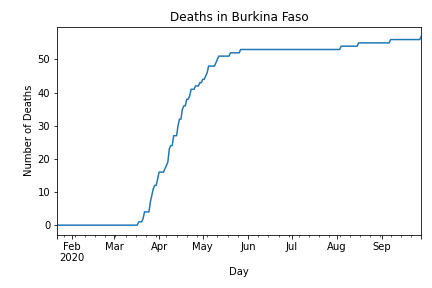 Deaths in Burkina Faso
Number of Deaths
50
40
30
20
10
0
Feb Mar Apr May Jun Jul Aug Sep
2020
Day